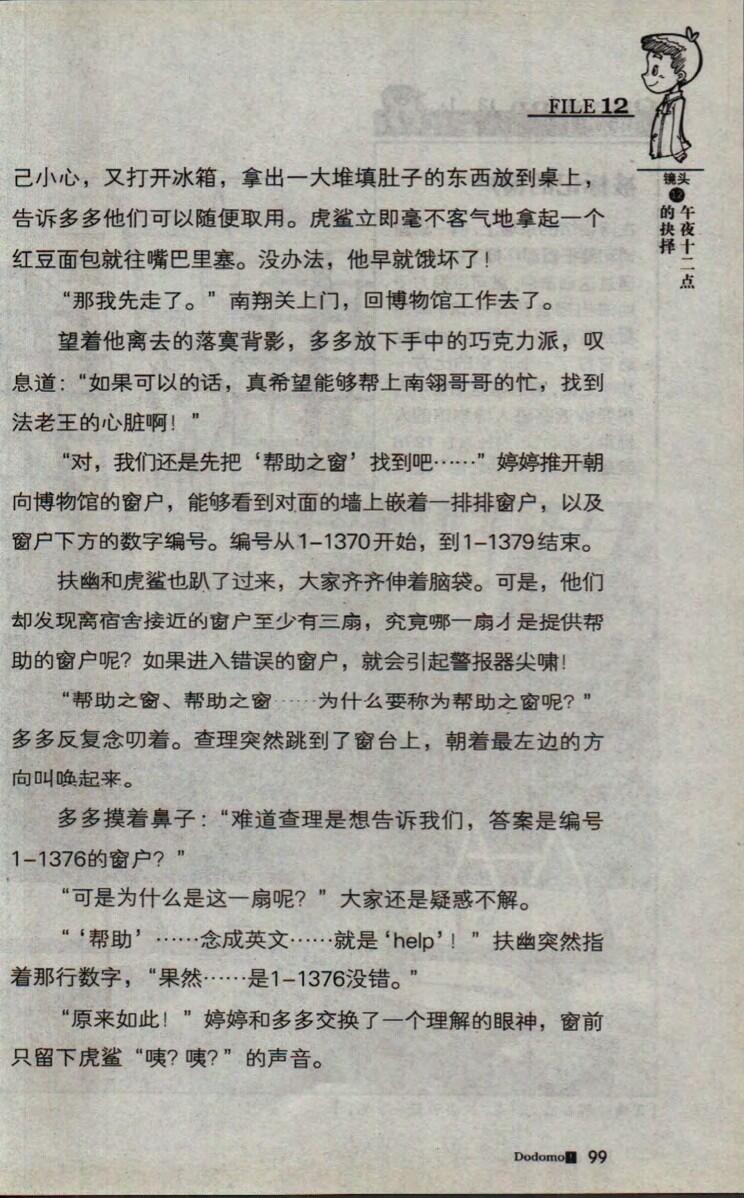 FILE 12
镜头
12
午夜十二点
的抉择
己小心，又打开冰箱，拿出一大堆填肚子的东西放到桌上，
告诉多多他们可以随便取用。虎鲨立即毫不客气地拿起一个
红豆面包就往嘴巴里塞。没办法，他早就饿坏了！
“那我先走了。”南翔关上门，回博物馆工作去了。
望着他离去的落寞背影，多多放下手中的巧克力派，叹
息道：“如果可以的话，真希望能够帮上南翎哥哥的忙，找到
法老王的心脏啊！”
“对，我们还是先把‘帮助之窗’找到吧……”婷婷推开朝
向博物馆的窗户，能够看到对面的墙上嵌着一排排窗户，以及
窗户下方的数字编号。编号从1-1370开始，到1-1379结束。
扶幽和虎鲨也趴了过来，大家齐齐伸着脑袋。可是，他们
却发现离宿舍接近的窗户至少有三扇，究竟哪一扇才是提供帮
助的窗户呢？如果进入错误的窗户，就会引起警报器尖啸！
“帮助之窗、帮助之窗……为什么要称为帮助之窗呢？”
多多反复念叨着。查理突然跳到了窗台上，朝着最左边的方
向叫唤起来。
多多摸着鼻子：“难道查理是想告诉我们，答案是编号
1-1376的窗户？”
“可是为什么是这一扇呢？”大家还是疑惑不解。
“‘帮助’……念成英文……就是‘help’！”扶幽突然指
着那行数字，“果然……是1-1376没错。”
“原来如此！”婷婷和多多交换了一个理解的眼神，窗前
只留下虎鲨“咦？咦？”的声音。
Dodomo! 99